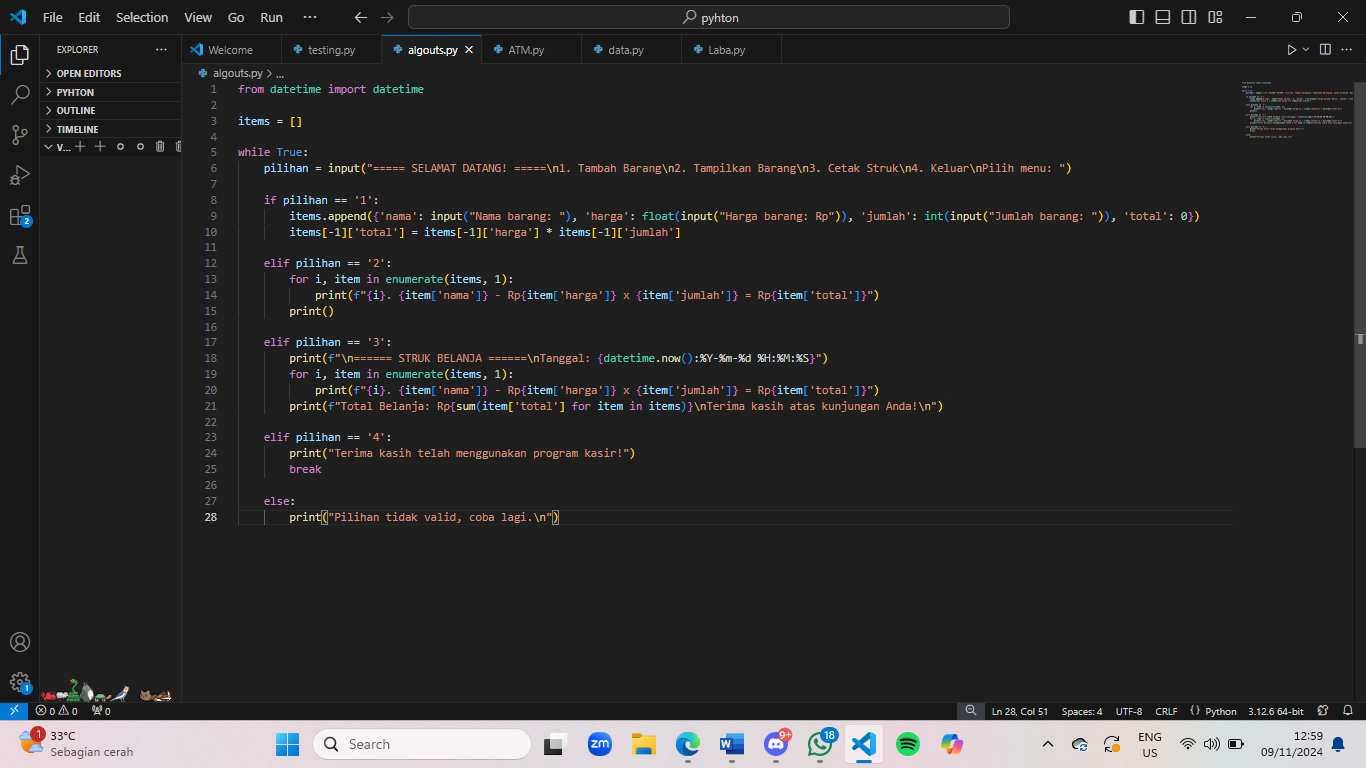 File Edit Selection View Go Run ··· pyhton
EXPLORER ···
OPEN EDITORS
PYHTON
OUTLINE
TIMELINE
V...
Welcome testing.py algouts.py ATM.py data.py Laba.py
algouts.py > ...
1 from datetime import datetime
2
3 items = []
4
5 while True:
6     pilihan = input("===== SELAMAT DATANG! =====\n1. Tambah Barang\n2. Tampilkan Barang\n3. Cetak Struk\n4. Keluar\nPilih menu: ")
7
8     if pilihan == '1':
9         items.append({'nama': input("Nama barang: "), 'harga': float(input("Harga barang: Rp")), 'jumlah': int(input("Jumlah barang: ")), 'total': 0})
10         items[-1]['total'] = items[-1]['harga'] * items[-1]['jumlah']
11
12     elif pilihan == '2':
13         for i, item in enumerate(items, 1):
14             print(f"{i}. {item['nama']} - Rp{item['harga']} x {item['jumlah']} = Rp{item['total']}")
15         print()
16
17     elif pilihan == '3':
18         print(f"\n====== STRUK BELANJA ======\nTanggal: {datetime.now():%Y-%m-%d %H:%M:%S}")
19         for i, item in enumerate(items, 1):
20             print(f"{i}. {item['nama']} - Rp{item['harga']} x {item['jumlah']} = Rp{item['total']}")
21         print(f"Total Belanja: Rp{sum(item['total'] for item in items)}\nTerima kasih atas kunjungan Anda!\n")
22
23     elif pilihan == '4':
24         print("Terima kasih telah menggunakan program kasir!")
25         break
26
27     else:
28         print("Pilihan tidak valid, coba lagi.\n")
2
1
0 0 0 Ln 28, Col 51 Spaces: 4 UTF-8 CRLF {} Python 3.12.6 64-bit
1 33°C
Sebagian cerah
Search
zm
W
9+
18
ENG
US
12:59
09/11/2024